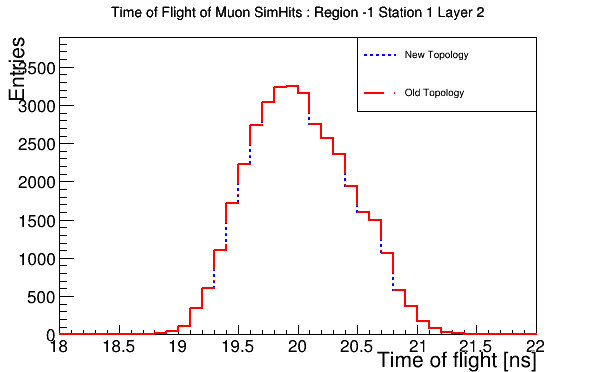 Time of Flight of Muon SimHits : Region -1 Station 1 Layer 2
Entries
New Topology
Old Topology
3500
3000
2500
2000
1500
1000
500
0
18 18.5 19 19.5 20 20.5 21 21.5 22
Time of flight [ns]